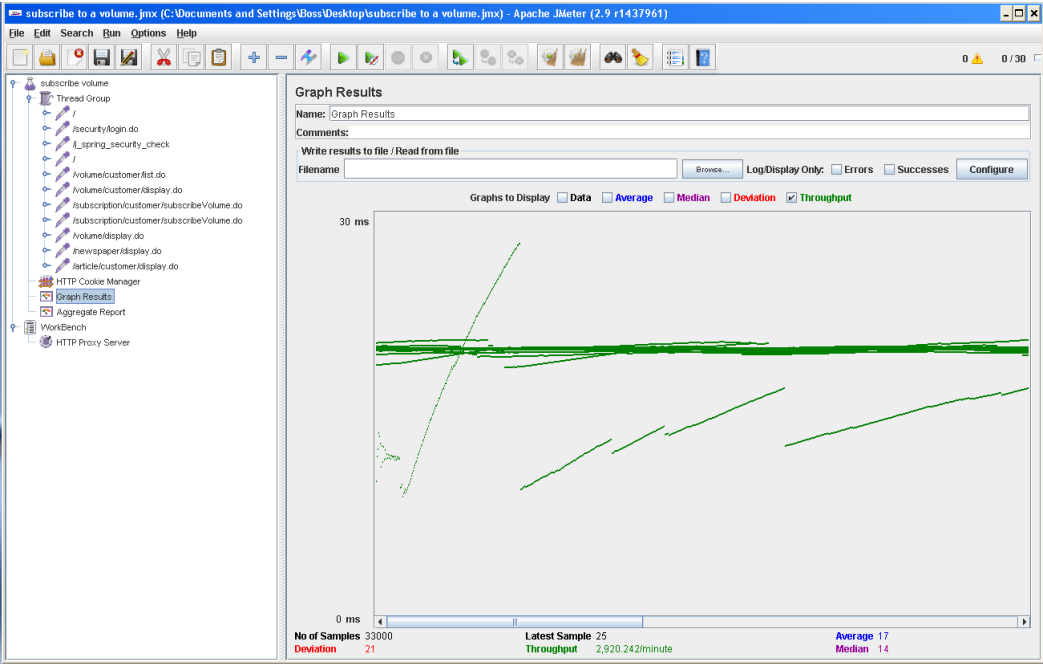 subscribe to a volume.jmx (C:\Documents and Settings\Boss\Desktop\subscribe to a volume.jmx) - Apache JMeter (2.9 r1437961)
File Edit Search Run Options Help
0 0 / 30
subscribe volume
Thread Group
/
/security/login.do
/j_spring_security_check
/
/volume/customer/list.do
/volume/customer/display.do
/subscription/customer/subscribeVolume.do
/subscription/customer/subscribeVolume.do
/volume/display.do
/newspaper/display.do
/article/customer/display.do
HTTP Cookie Manager
Graph Results
Aggregate Report
WorkBench
HTTP Proxy Server
Graph Results
Name: Graph Results
Comments:
Write results to file / Read from file
Filename Browse... Log/Display Only: Errors Successes Configure
Graphs to Display Data Average Median Deviation Throughput
30 ms
0 ms
No of Samples 33000 Latest Sample 25 Average 17
Deviation 21 Throughput 2,920.242/minute Median 14